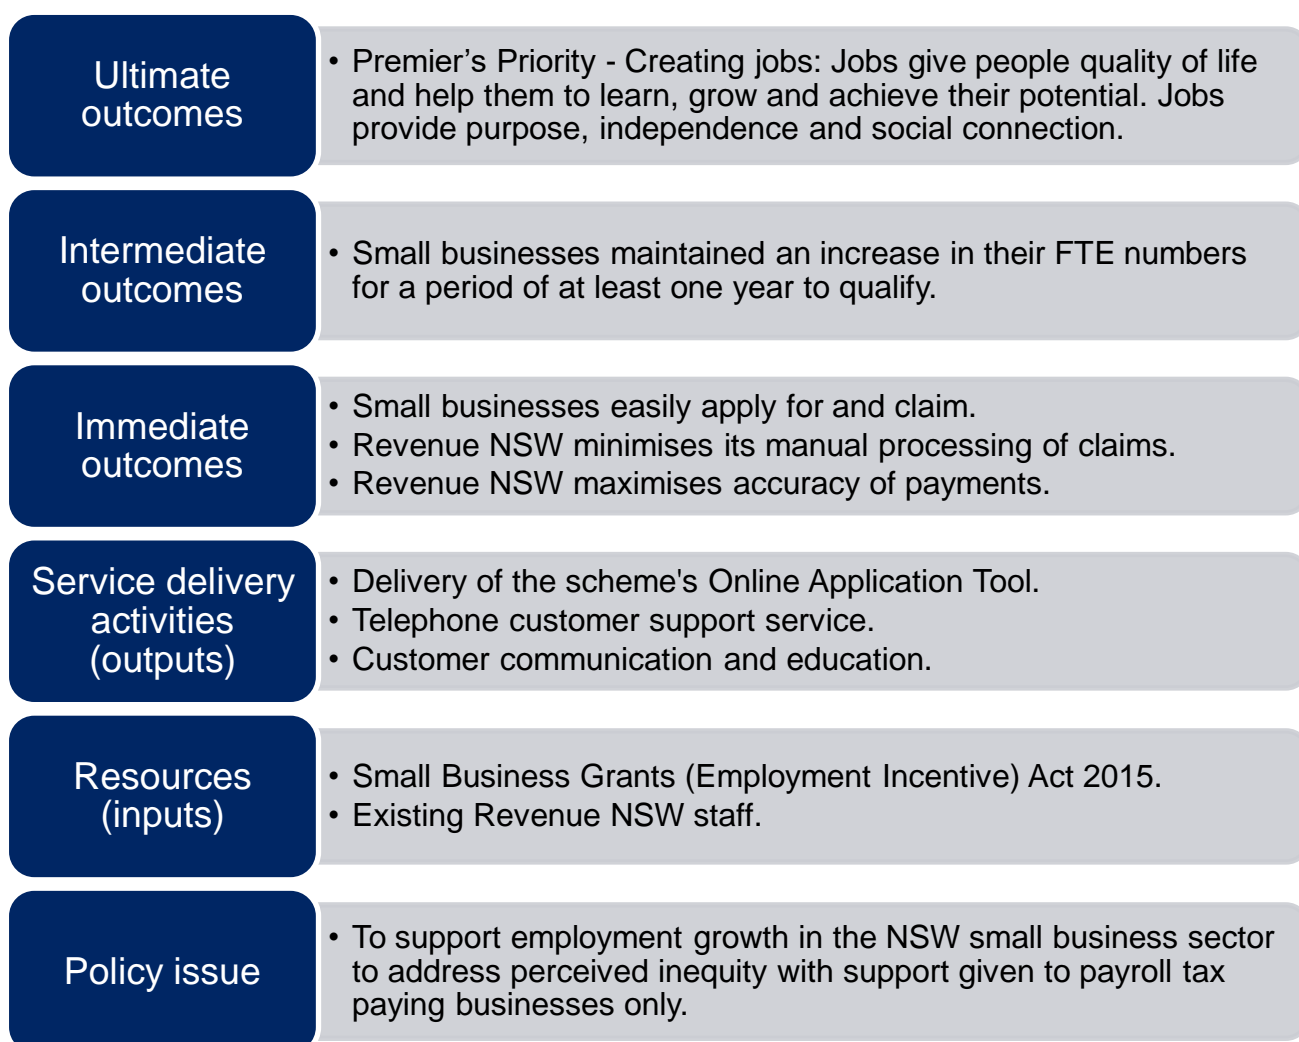 Ultimate
outcomes
• Premier’s Priority - Creating jobs: Jobs give people quality of life
and help them to learn, grow and achieve their potential. Jobs
provide purpose, independence and social connection.
Intermediate
outcomes
• Small businesses maintained an increase in their FTE numbers
for a period of at least one year to qualify.
Immediate
outcomes
• Small businesses easily apply for and claim.
• Revenue NSW minimises its manual processing of claims.
• Revenue NSW maximises accuracy of payments.
Service delivery
activities
(outputs)
• Delivery of the scheme's Online Application Tool.
• Telephone customer support service.
• Customer communication and education.
Resources
(inputs)
• Small Business Grants (Employment Incentive) Act 2015.
• Existing Revenue NSW staff.
Policy issue
• To support employment growth in the NSW small business sector
to address perceived inequity with support given to payroll tax
paying businesses only.